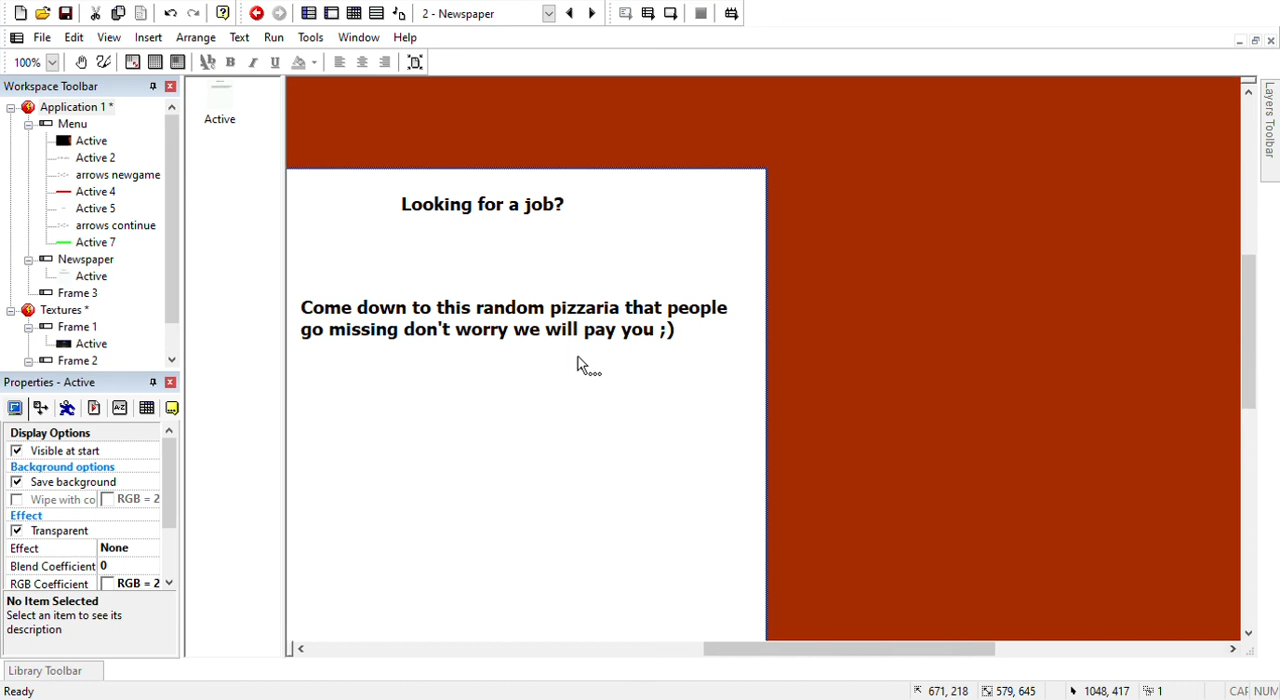 2 - Newspaper
File Edit View Insert Arrange Text Run Tools Window Help
100%
Workspace Toolbar
Application 1 *
Menu
Active
Active 2
arrows newgame
Active 4
Active 5
arrows continue
Active 7
Newspaper
Active
Frame 3
Textures *
Frame 1
Active
Frame 2
Properties - Active
Display Options
Visible at start
Background options
Save background
Wipe with co RGB = 2
Effect
Transparent
Effect None
Blend Coefficient 0
RGB Coefficient RGB = 2
No Item Selected
Select an item to see its
description
Library Toolbar
Active
Looking for a job?
Come down to this random pizzaria that people
go missing don't worry we will pay you ;)
Layers Toolbar
Ready 671, 218 579, 645 1048, 417 1 CAP NUM